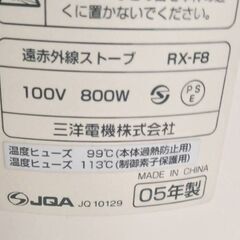 くに置かないでください。
遠赤外線ストーブ RX-F8
100V 800W PS E
三洋電機株式会社
温度ヒューズ 99℃(本体過熱防止用)
温度ヒューズ 113℃(制御素子保護用)
MADE IN CHINA
JQA JQ10129
05年製